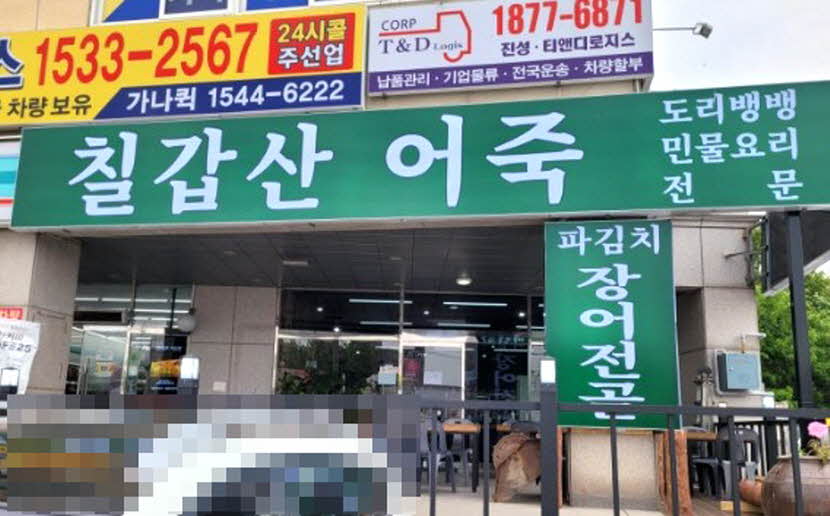 스 1533-2567 24시콜
주선업
차량 보유 가나퀵 1544-6222
CORP
T&D Logis
1877-6871
진성·티앤디로지스
납품관리·기업물류·전국운송·차량할부
칠갑산 어죽
도리뱅뱅
민물요리
전 문
파김치
장어전골